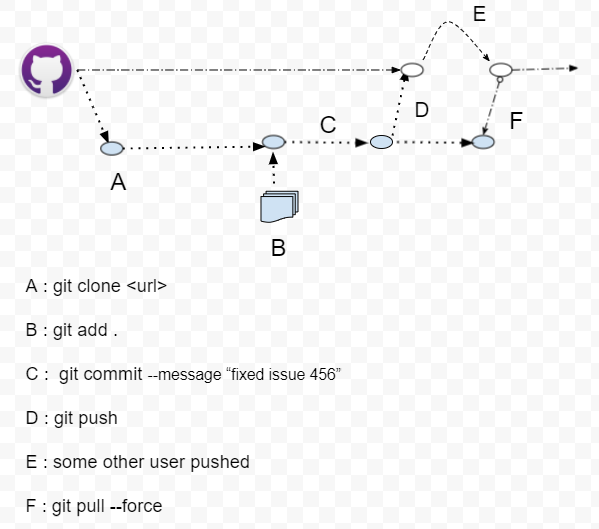 E
C
D
F
A
B
A : git clone <url>
B : git add .
C : git commit --message “fixed issue 456”
D : git push
E : some other user pushed
F : git pull --force